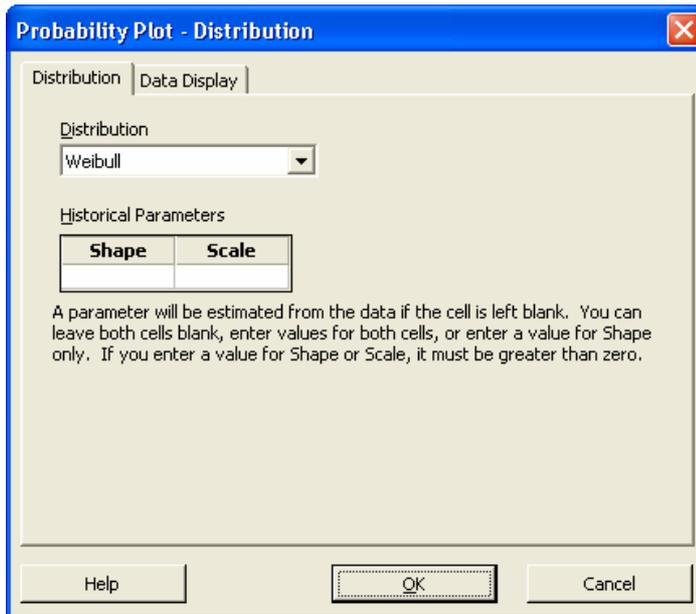 Probability Plot - Distribution
Distribution Data Display
Distribution
Weibull
Historical Parameters
Shape Scale
A parameter will be estimated from the data if the cell is left blank. You can
leave both cells blank, enter values for both cells, or enter a value for Shape
only. If you enter a value for Shape or Scale, it must be greater than zero.
Help OK Cancel